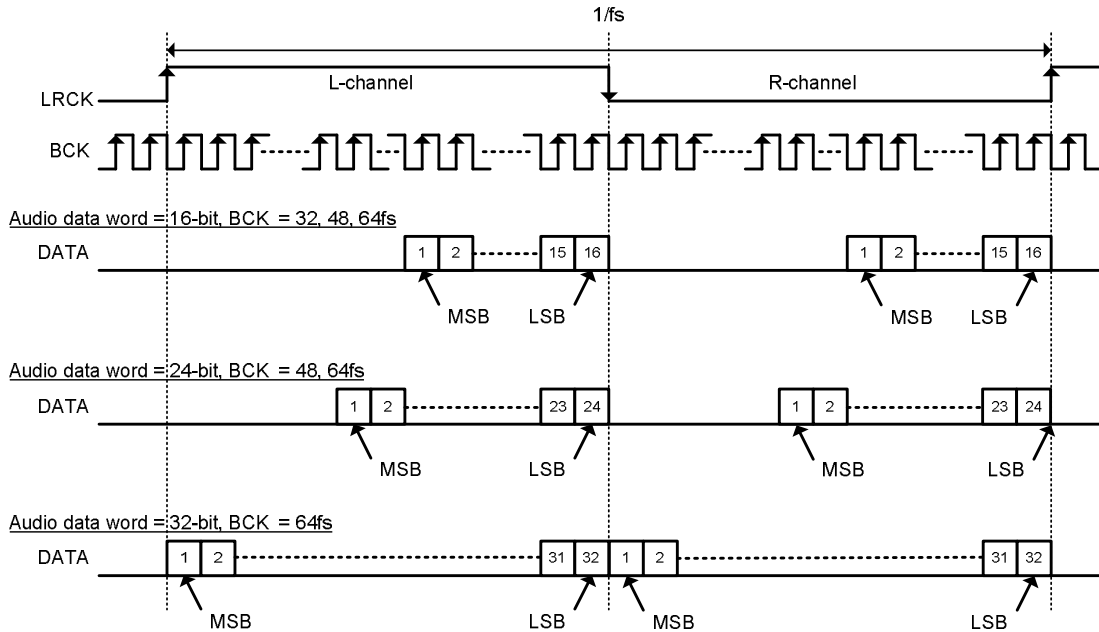 1/fs
L-channel
R-channel
LRCK
BCK
Audio data word = 16-bit, BCK = 32, 48, 64fs
DATA
1 2 15 16 1 2 15 16
MSB LSB MSB LSB
Audio data word = 24-bit, BCK = 48, 64fs
DATA
1 2 23 24 1 2 23 24
MSB LSB MSB LSB
Audio data word = 32-bit, BCK = 64fs
DATA
1 2 31 32 1 2 31 32
MSB LSB MSB LSB